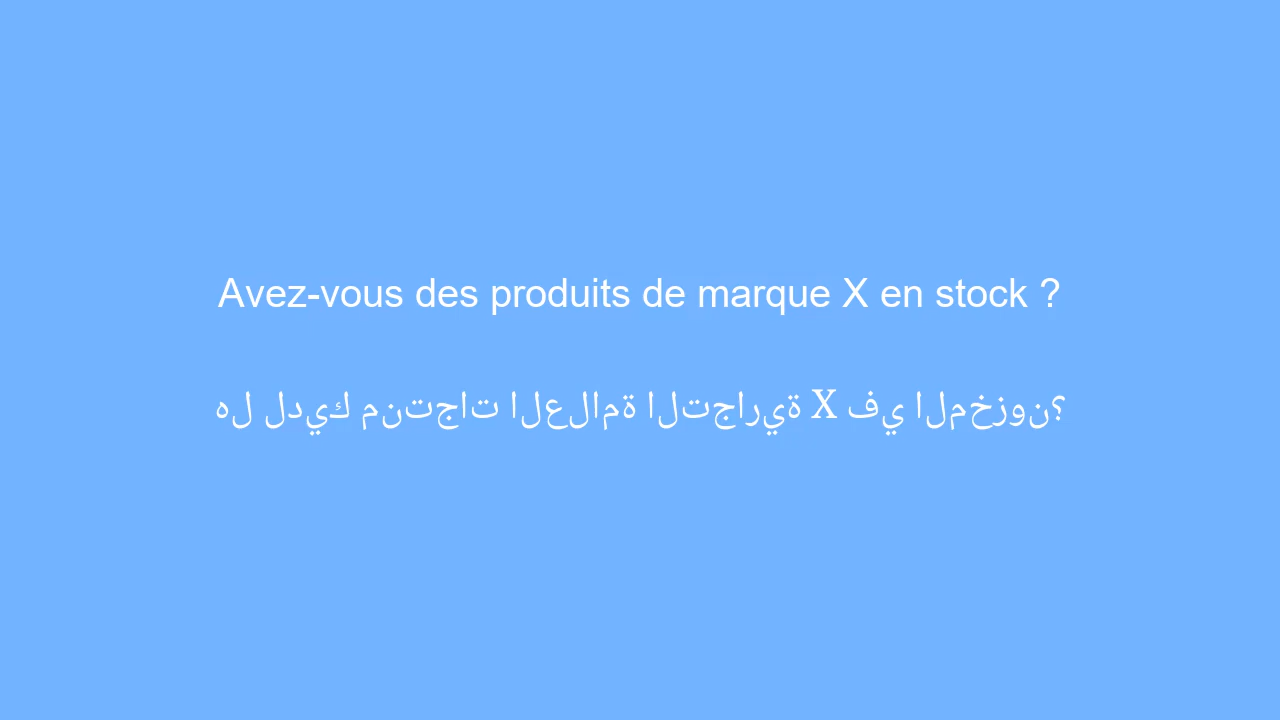 Avez-vous des produits de marque X en stock ?
هل لديك منتجات العلامة التجارية X في المخزون؟